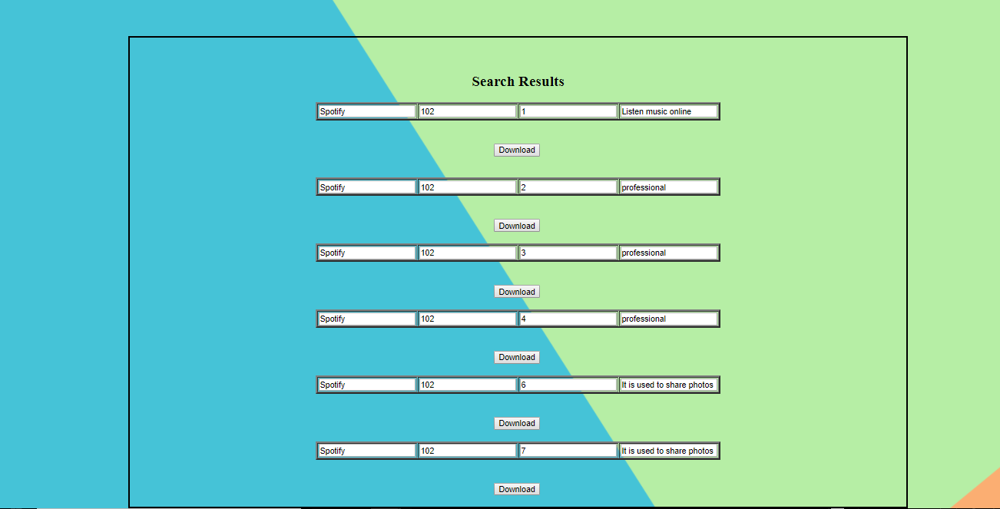 Search Results
Spotify 102 1 Listen music online
Download
Spotify 102 2 professional
Download
Spotify 102 3 professional
Download
Spotify 102 4 professional
Download
Spotify 102 6 It is used to share photos
Download
Spotify 102 7 It is used to share photos
Download